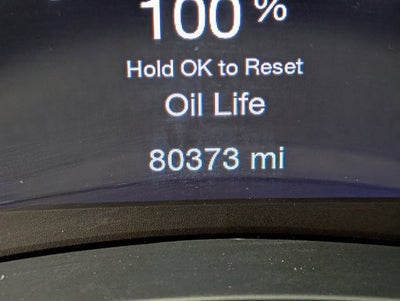 100 %
Hold OK to Reset
Oil Life
80373 mi